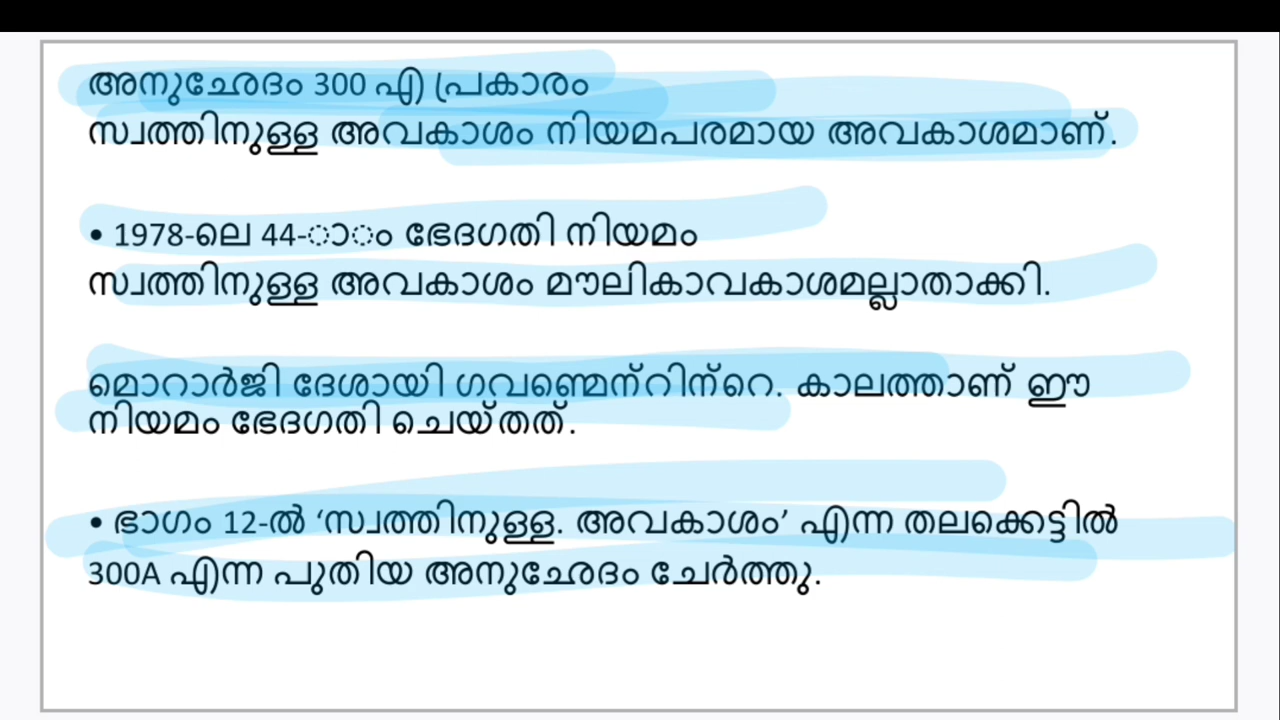 അനുഛേദം 300 എ പ്രകാരം
സ്വത്തിനുള്ള അവകാശം നിയമപരമായ അവകാശമാണ്.
• 1978-ലെ 44-ാം ഭേദഗതി നിയമം
സ്വത്തിനുള്ള അവകാശം മൗലികാവകാശമല്ലാതാക്കി.
മൊറാർജി ദേശായി ഗവണ്മെന്റിന്റെ. കാലത്താണ് ഈ
നിയമം ഭേദഗതി ചെയ്തത്.
• ഭാഗം 12-ൽ ‘സ്വത്തിനുള്ള. അവകാശം’ എന്ന തലക്കെട്ടിൽ
300A എന്ന പുതിയ അനുഛേദം ചേർത്തു.